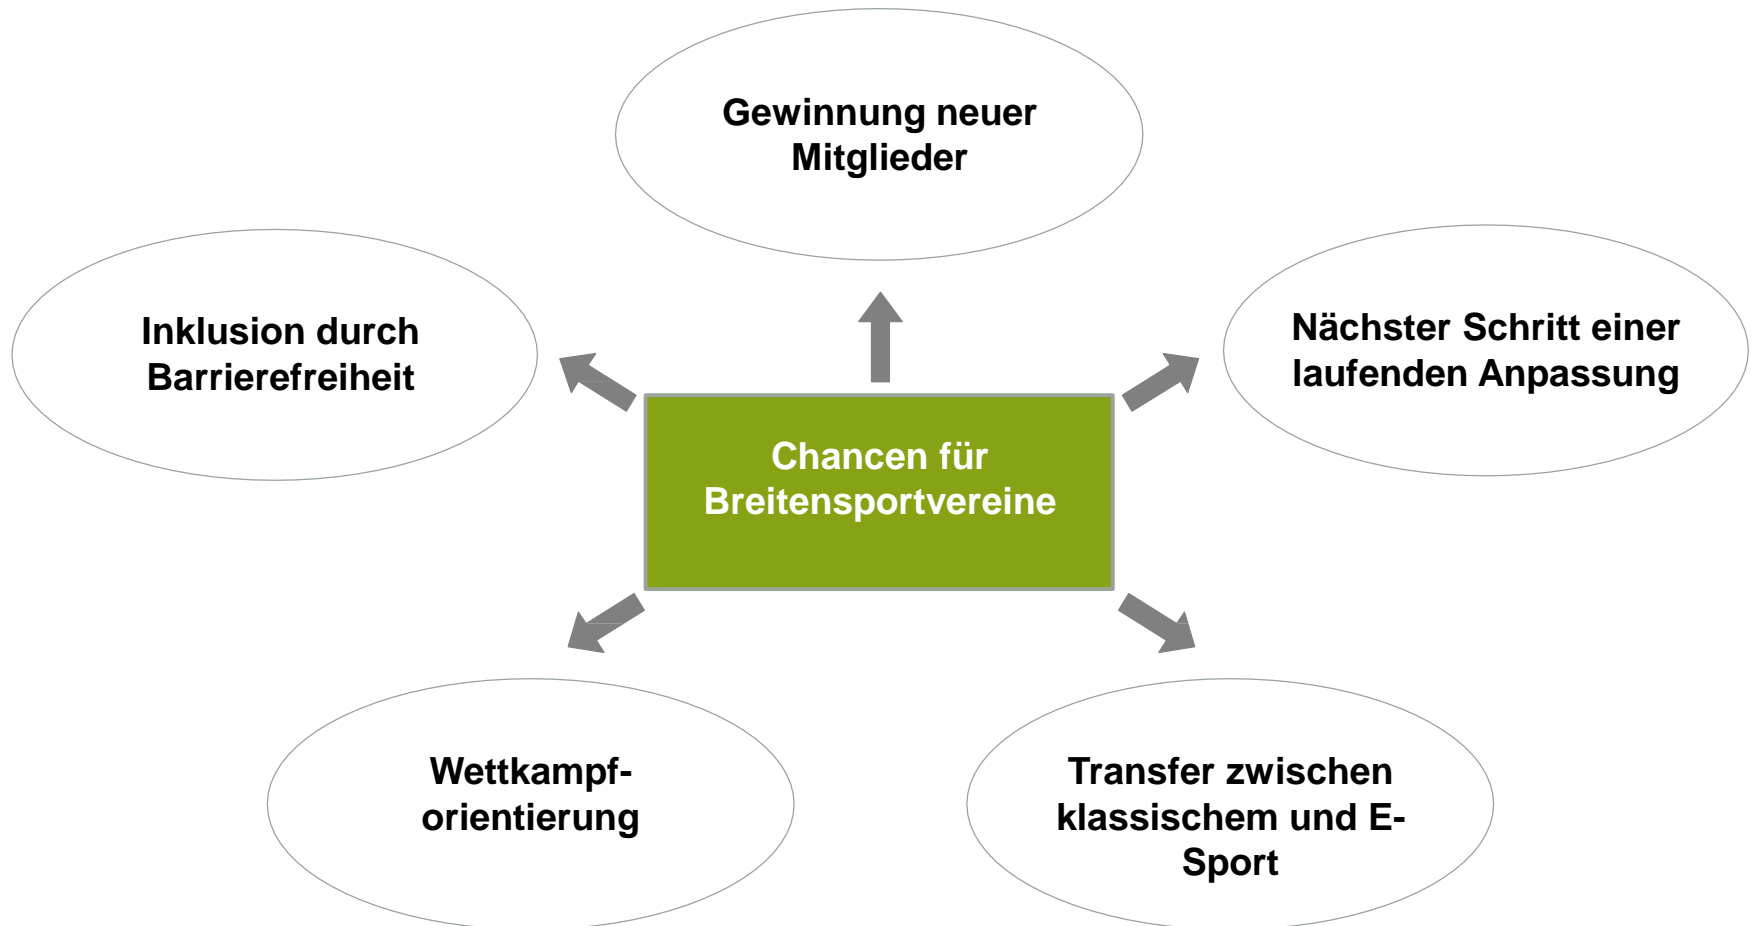 Gewinnung neuer
Mitglieder
Inklusion durch
Barrierefreiheit
Nächster Schritt einer
laufenden Anpassung
Chancen für
Breitensportvereine
Wettkampf-
orientierung
Transfer zwischen
klassischem und E-
Sport